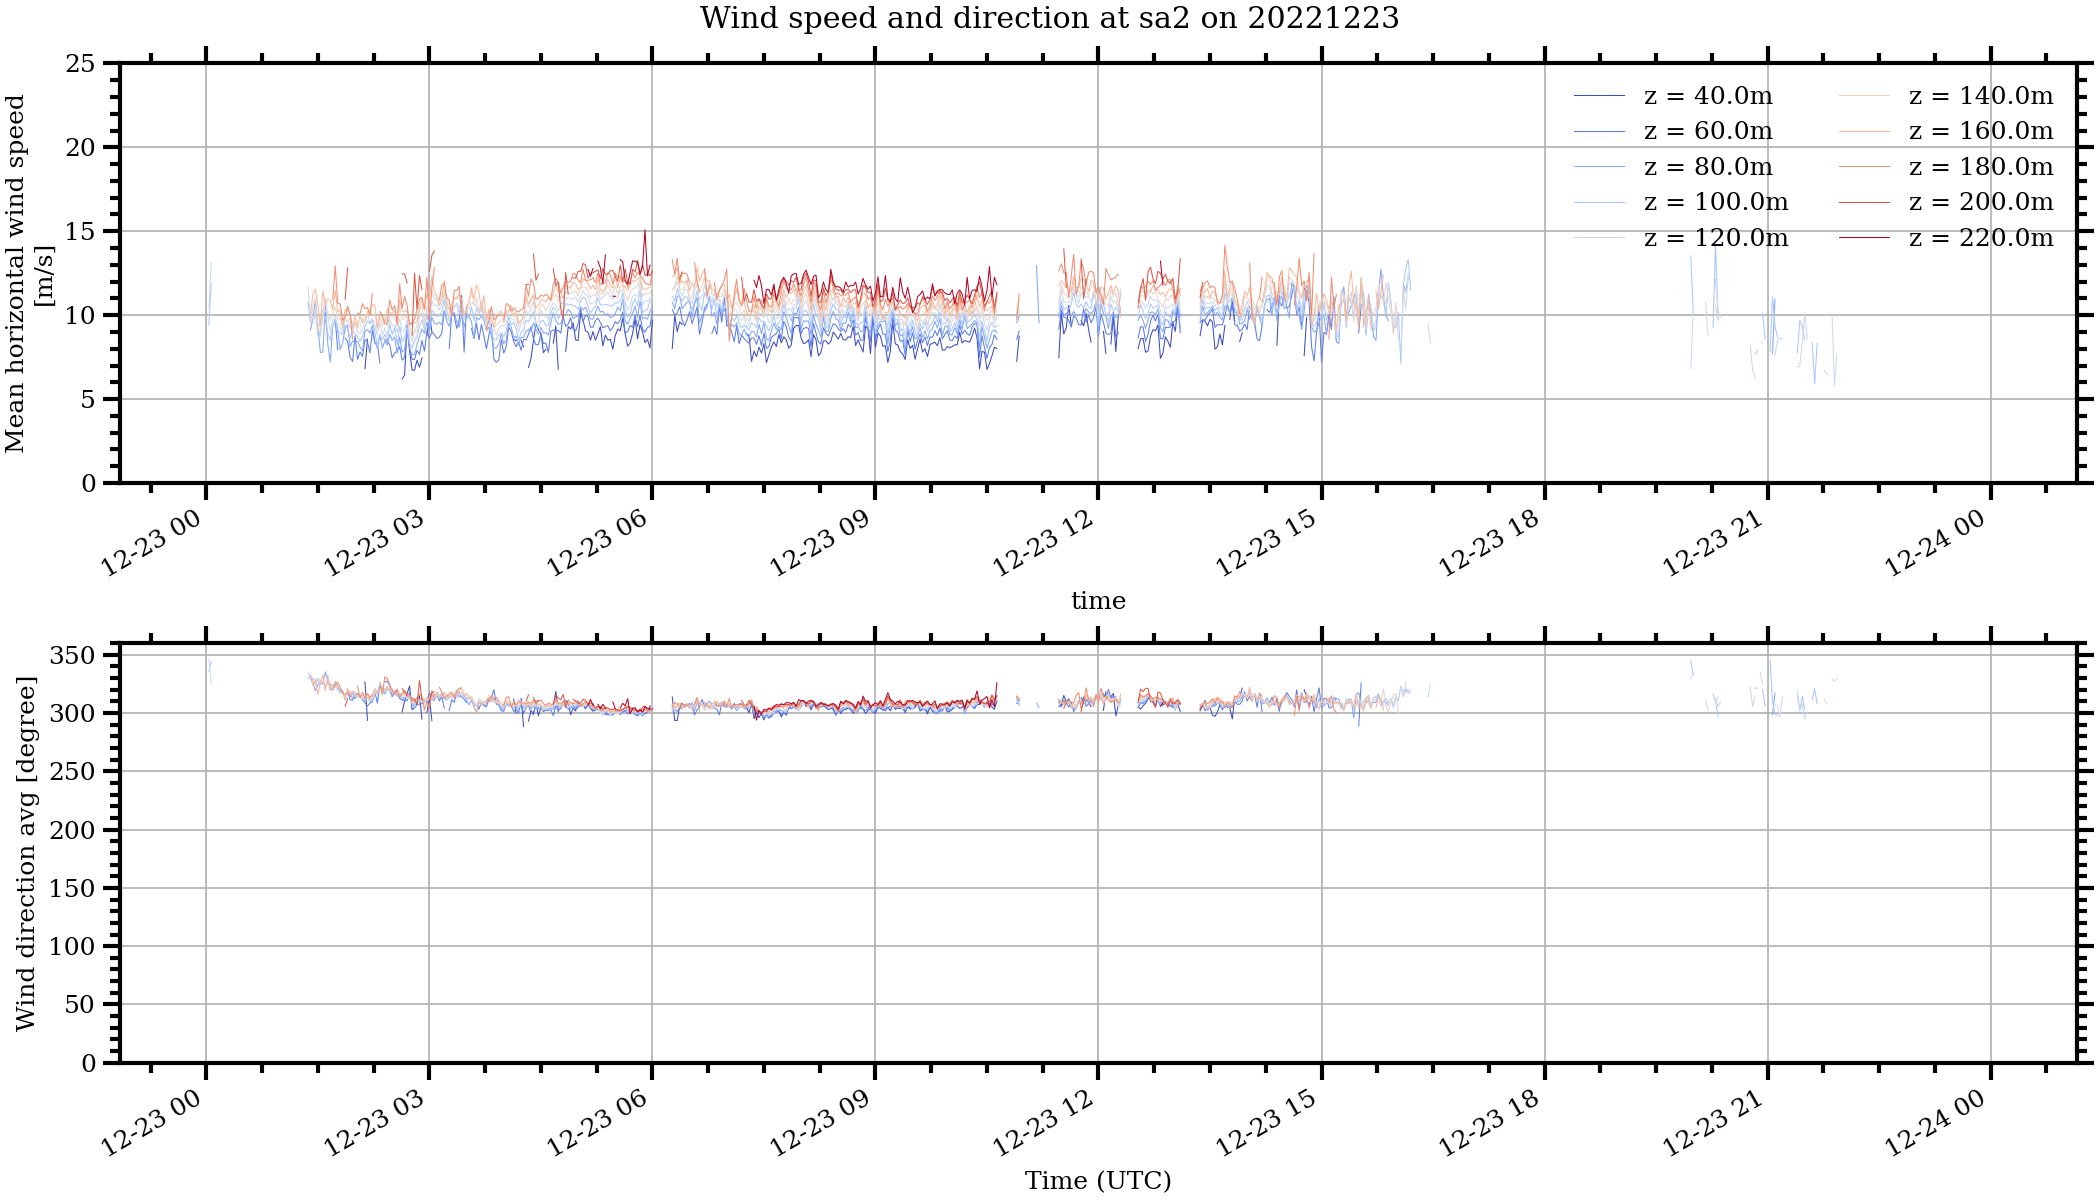 Wind speed and direction at sa2 on 20221223
Mean horizontal wind speed
[m/s]
25
20
15
10
5
0
z = 40.0m
z = 60.0m
z = 80.0m
z = 100.0m
z = 120.0m
z = 140.0m
z = 160.0m
z = 180.0m
z = 200.0m
z = 220.0m
12-23 00
12-23 03
12-23 06
12-23 09
12-23 12
12-23 15
12-23 18
12-23 21
12-24 00
time
Wind direction avg [degree]
350
300
250
200
150
100
50
0
12-23 00
12-23 03
12-23 06
12-23 09
12-23 12
12-23 15
12-23 18
12-23 21
12-24 00
Time (UTC)